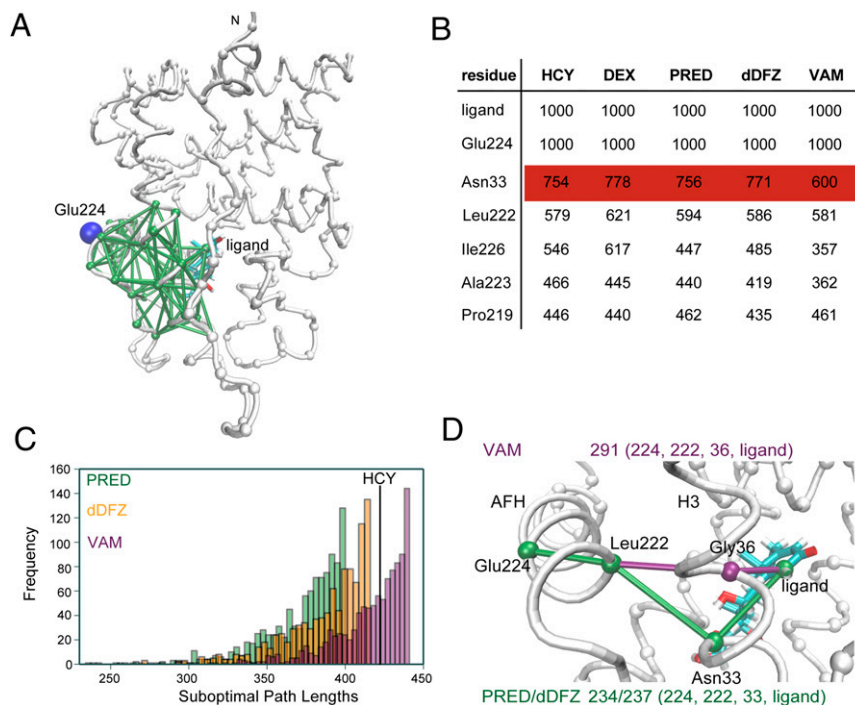 A
N
Glu224
ligand
B
residue HCY DEX PRED dDFZ VAM
ligand 1000 1000 1000 1000 1000
Glu224 1000 1000 1000 1000 1000
Asn33 754 778 756 771 600
Leu222 579 621 594 586 581
Ile226 546 617 447 485 357
Ala223 466 445 440 419 362
Pro219 446 440 462 435 461
C
HCY
PRED
dDFZ
VAM
160
140
120
100
80
60
40
20
0
Frequency
250 300 350 400 450
Suboptimal Path Lengths
D
VAM 291 (224, 222, 36, ligand)
AFH H3
Leu222 Gly36
Glu224
ligand
Asn33
PRED/dDFZ 234/237 (224, 222, 33, ligand)